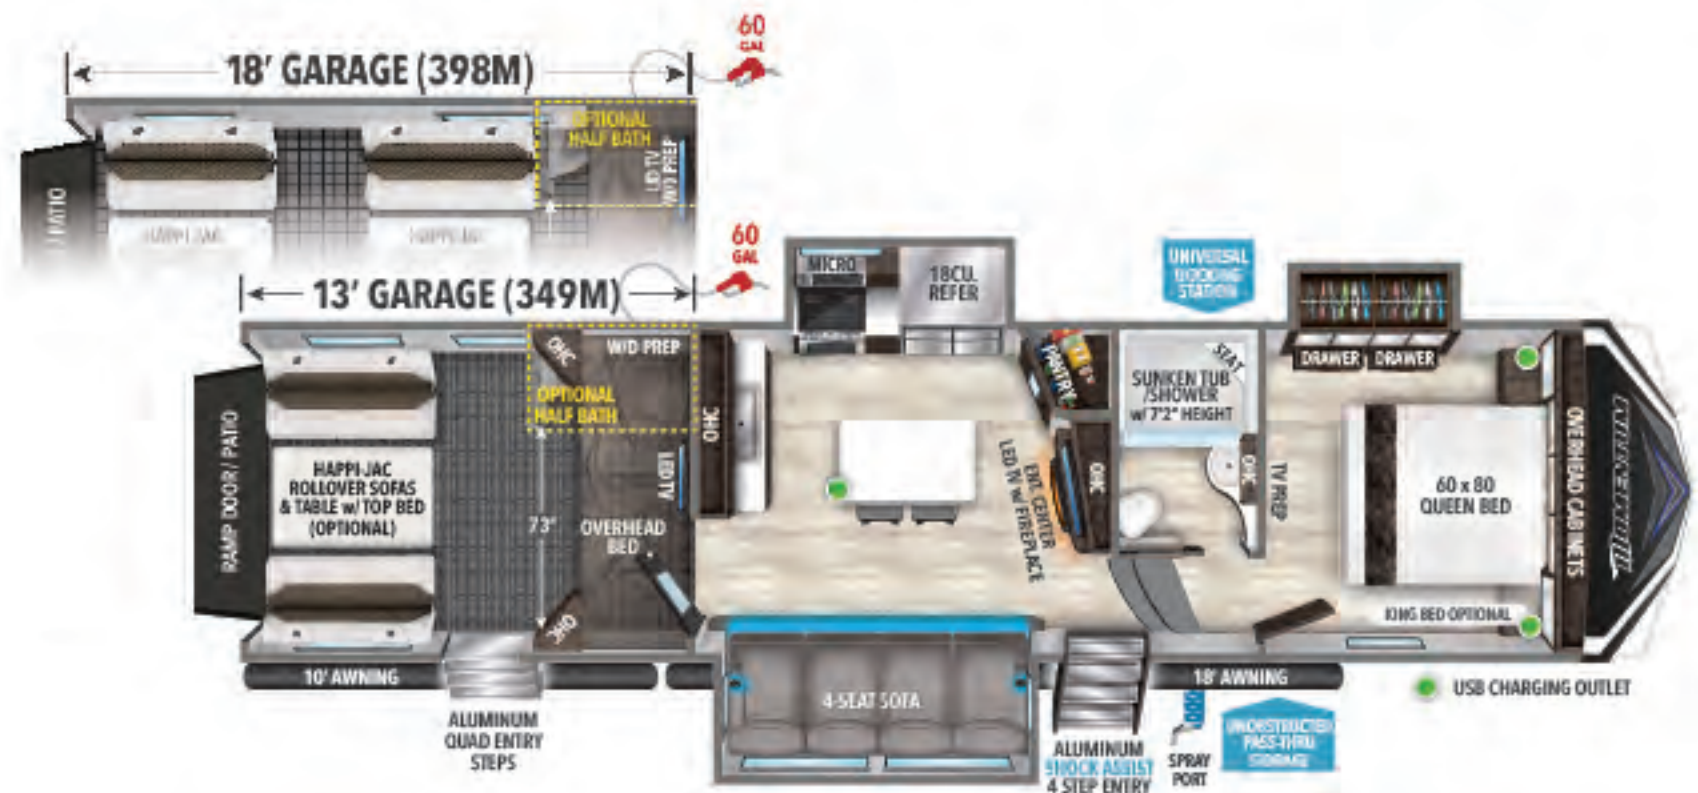 60
GAL
18' GARAGE (398M)
OPTIONAL
HALF BATH
LED TV
W/D PREP
/ PATIO
HAPPI-JAC
HAPPI-JAC
60
GAL
13' GARAGE (349M)
UNIVERSAL
DOCKING
STATION
MICRO
18CU.
REFER
OHC
W/D PREP
OPTIONAL
HALF BATH
PANTRY
SEAT
SUNKEN TUB
/SHOWER
w/ 7'2" HEIGHT
DRAWER
DRAWER
RAMP DOOR / PATIO
HAPPI-JAC
ROLLOVER SOFAS
& TABLE w/ TOP BED
(OPTIONAL)
73"
OVERHEAD
BED
LED TV
OHC
OHC
ENT. CENTER
LED TV w/ FIREPLACE
OHC
OHC
TV PREP
60 x 80
QUEEN BED
OVERHEAD CABINETS
MOMENTUM
KING BED OPTIONAL
10' AWNING
4-SEAT SOFA
18' AWNING
USB CHARGING OUTLET
ALUMINUM
QUAD ENTRY
STEPS
ALUMINUM
SHOCK ASSIST
4 STEP ENTRY
SPRAY
PORT
UNOBSTRUCTED
PASS-THRU
STORAGE